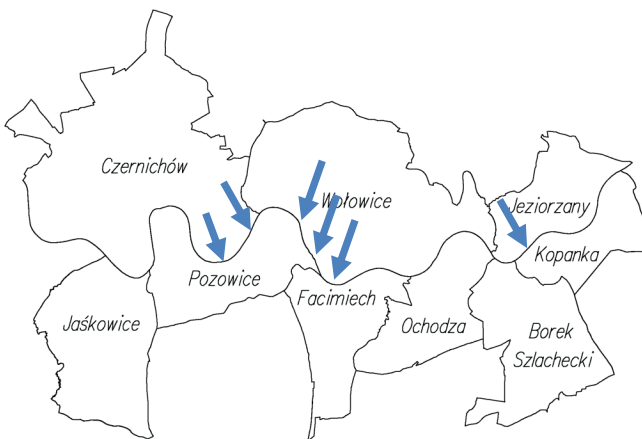 Czernichów
Wołowice
Jeziorzany
Kopanka
Pozowice
Facimiech
Jaśkowice
Ochodza
Borek
Szlachecki